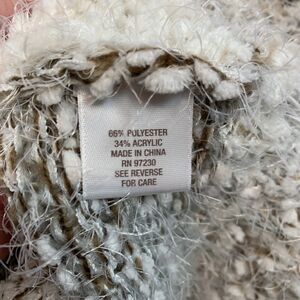 66% POLYESTER
34% ACRYLIC
MADE IN CHINA
RN 97230
SEE REVERSE
FOR CARE